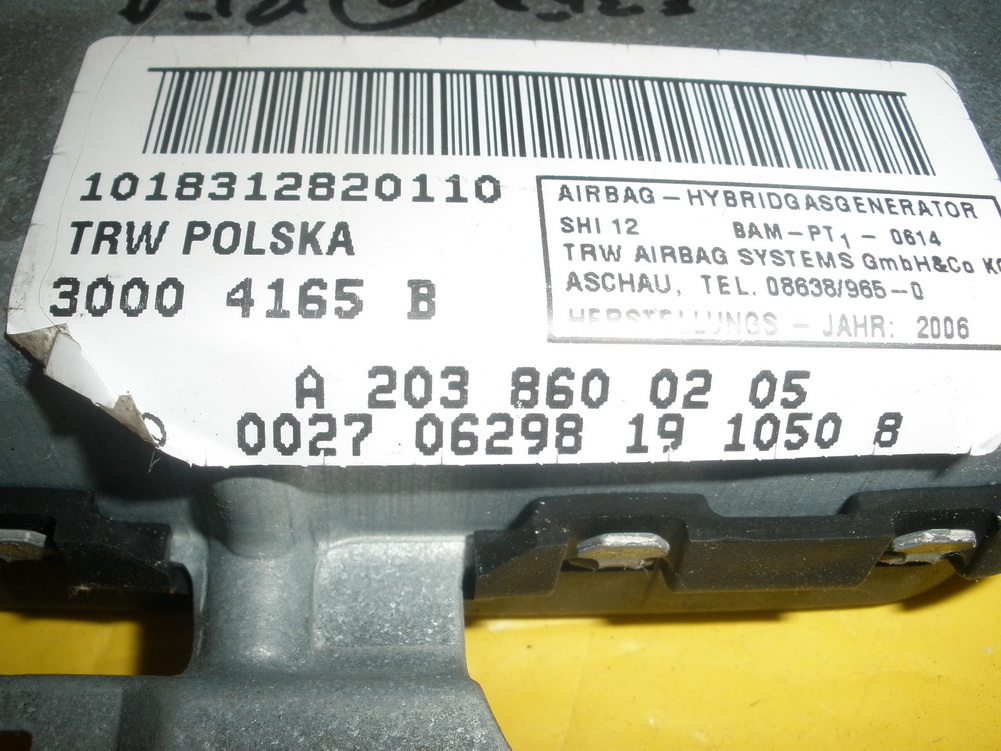 1018312820110
TRW POLSKA
3000 4165 B
AIRBAG - HYBRIDGASGENERATOR
SHI 12 BAM-PT1 - 0614
TRW AIRBAG SYSTEMS GmbH&Co KG
ASCHAU, TEL. 08638/965-0
HERSTELLUNGS - JAHR: 2006
A 203 860 02 05
0027 06298 19 1050 8